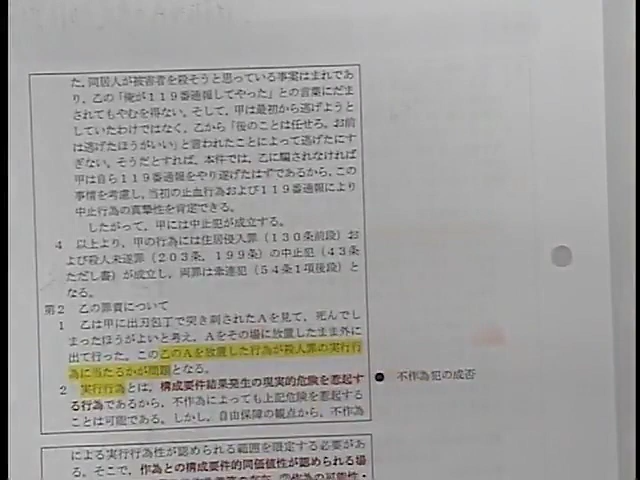 た。同居人が被害者を殺そうと思っている事案はまれであ
り、乙の「俺が119番通報してやった」との言葉にだま
されてもやむを得ない。そして、甲は最初から逃げようと
していたわけではなく、乙から「後のことは任せろ。お前
は逃げたほうがいい」と言われたことによって逃げたにす
ぎない。そうだとすれば、本件では、乙に騙されなければ
甲は自ら119番通報をやり遂げたはずであるから、この
事情を考慮し、当初の止血行為および119番通報により
中止行為の真摯性を肯定できる。
したがって、甲には中止犯が成立する。
4 以上より、甲の行為には住居侵入罪(130条前段)お
よび殺人未遂罪(203条、199条)の中止犯(43条
ただし書)が成立し、両罪は牽連犯(54条1項後段)と
なる。
第2 乙の罪責について
1 乙は甲に出刃包丁で突き刺されたAを見て、死んでし
まったほうがよいと考え、Aをその場に放置したまま外に
出て行った。この乙のAを放置した行為が殺人罪の実行行
為に当たるかが問題となる。
2 実行行為とは、構成要件結果発生の現実的危険を惹起す
る行為であるから、不作為によっても上記危険を惹起する
ことは可能である。しかし、自由保障の観点から、不作為
● 不作為犯の成否
による実行行為性が認められる範囲を限定する必要があ
る。そこで、作為との構成要件的同価値性が認められる場